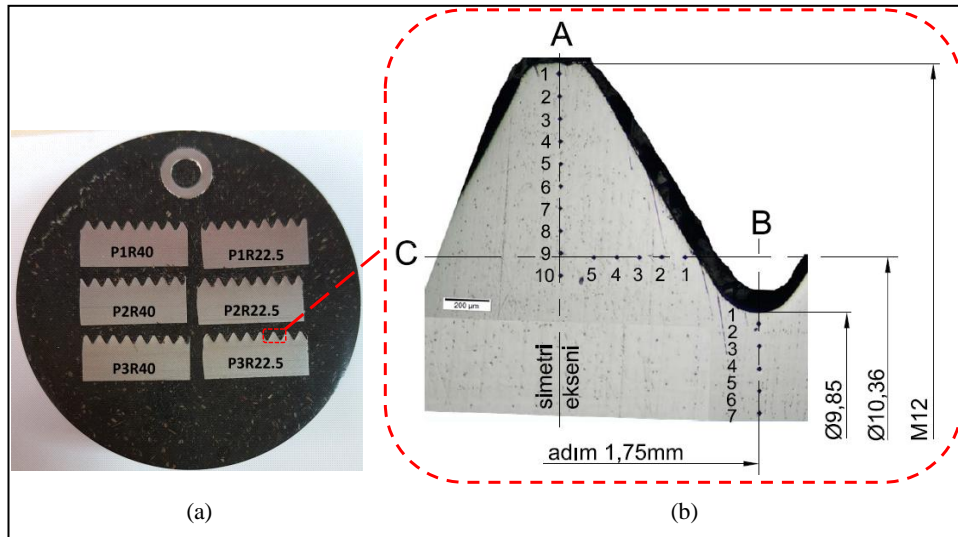 P1R40
P1R22.5
P2R40
P2R22.5
P3R40
P3R22.5
(a)
A
1
2
3
4
5
6
7
8
9
10
C
5 4 3 2 1
B
1
2
3
4
5
6
7
200 µm
simetri
ekseni
adım 1,75mm
Ø9,85
Ø10,36
M12
(b)